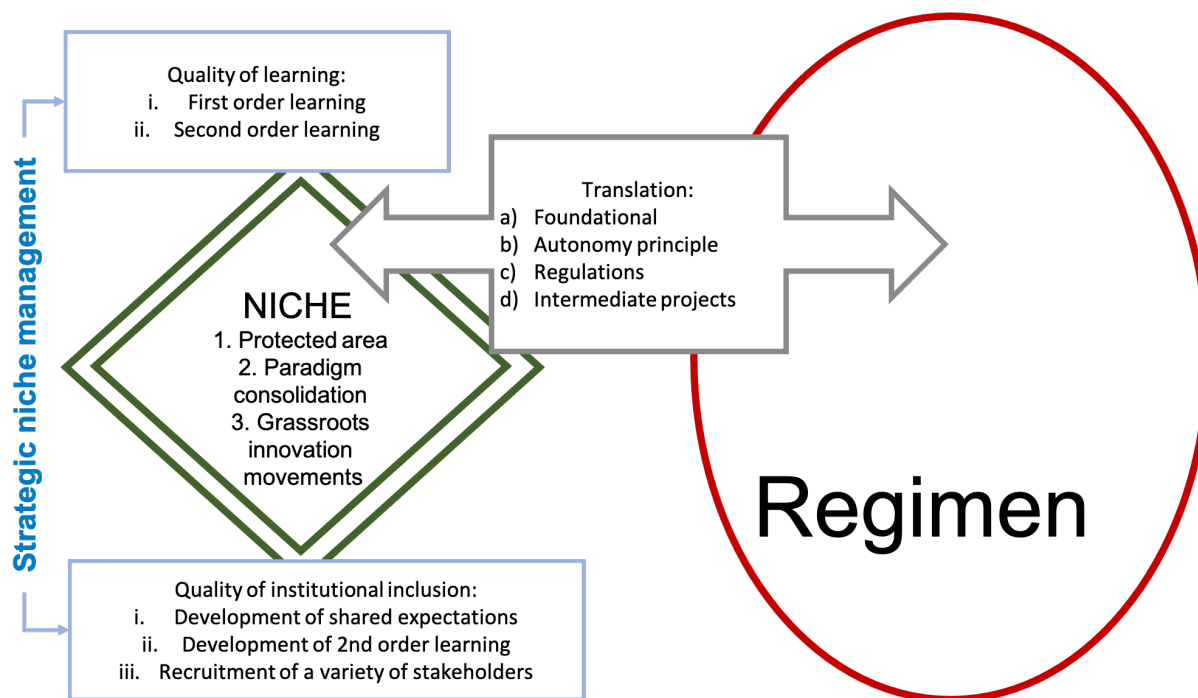 Strategic niche management
Quality of learning:
i. First order learning
ii. Second order learning
Translation:
a) Foundational
b) Autonomy principle
c) Regulations
d) Intermediate projects
NICHE
1. Protected area
2. Paradigm
consolidation
3. Grassroots
innovation
movements
Regimen
Quality of institutional inclusion:
i. Development of shared expectations
ii. Development of 2nd order learning
iii. Recruitment of a variety of stakeholders